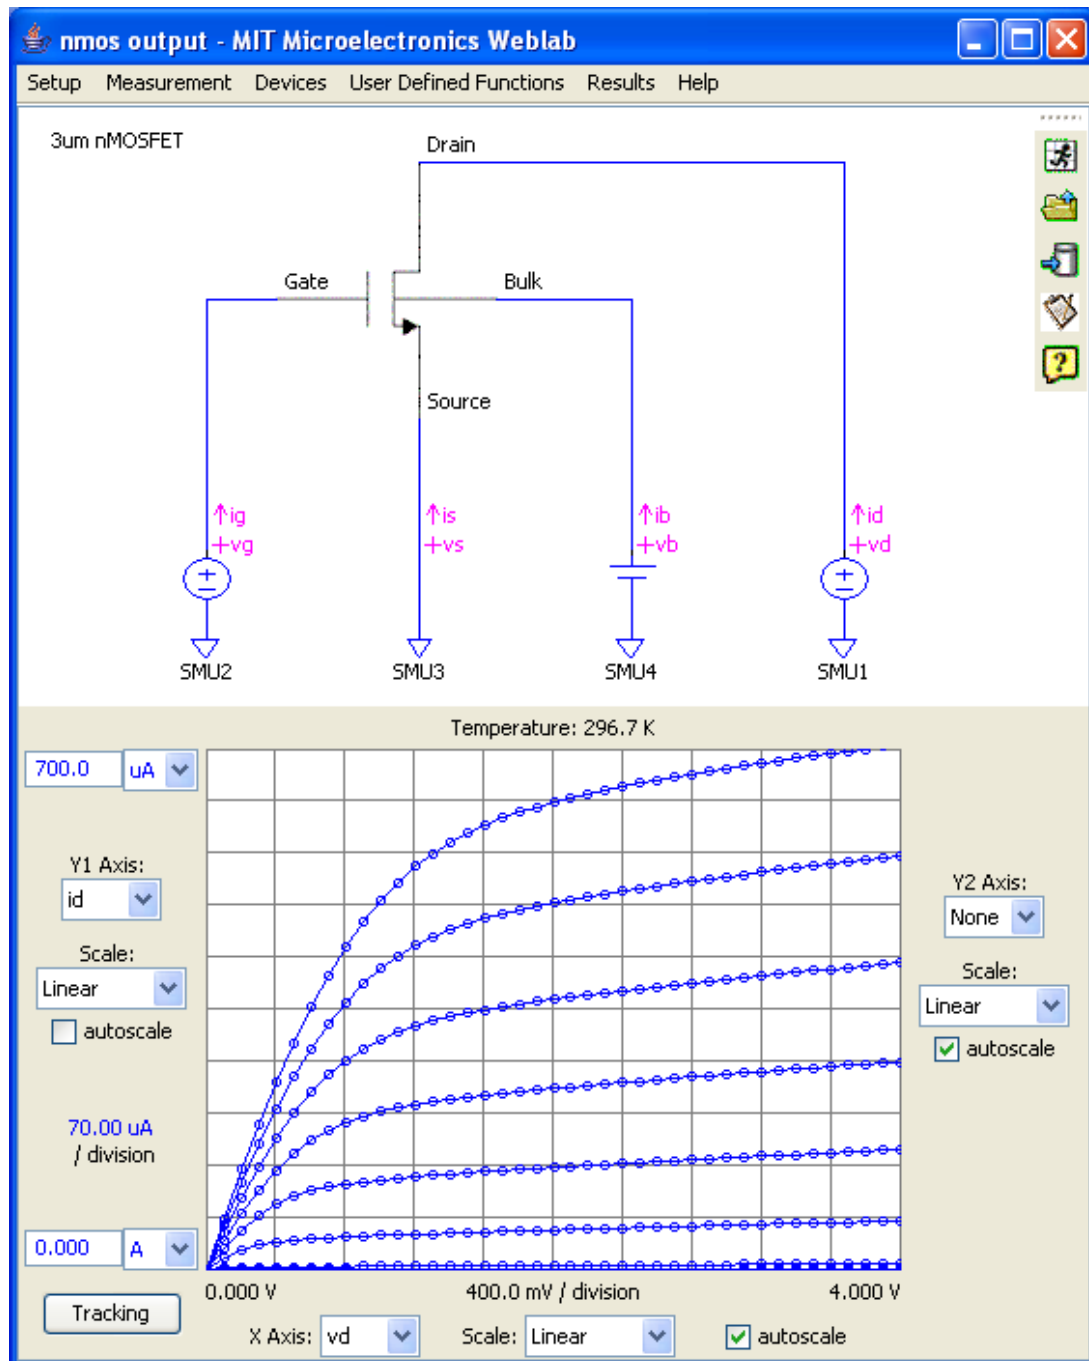 nmos output - MIT Microelectronics Weblab
Setup Measurement Devices User Defined Functions Results Help
3um nMOSFET
Drain
Gate
Bulk
Source
ig
+vg
is
+vs
ib
+vb
id
+vd
SMU2
SMU3
SMU4
SMU1
Temperature: 296.7 K
700.0 uA
Y1 Axis:
id
Scale:
Linear
autoscale
70.00 uA
/ division
0.000 A
Tracking
Y2 Axis:
None
Scale:
Linear
autoscale
0.000 V 400.0 mV / division 4.000 V
X Axis: vd Scale: Linear autoscale